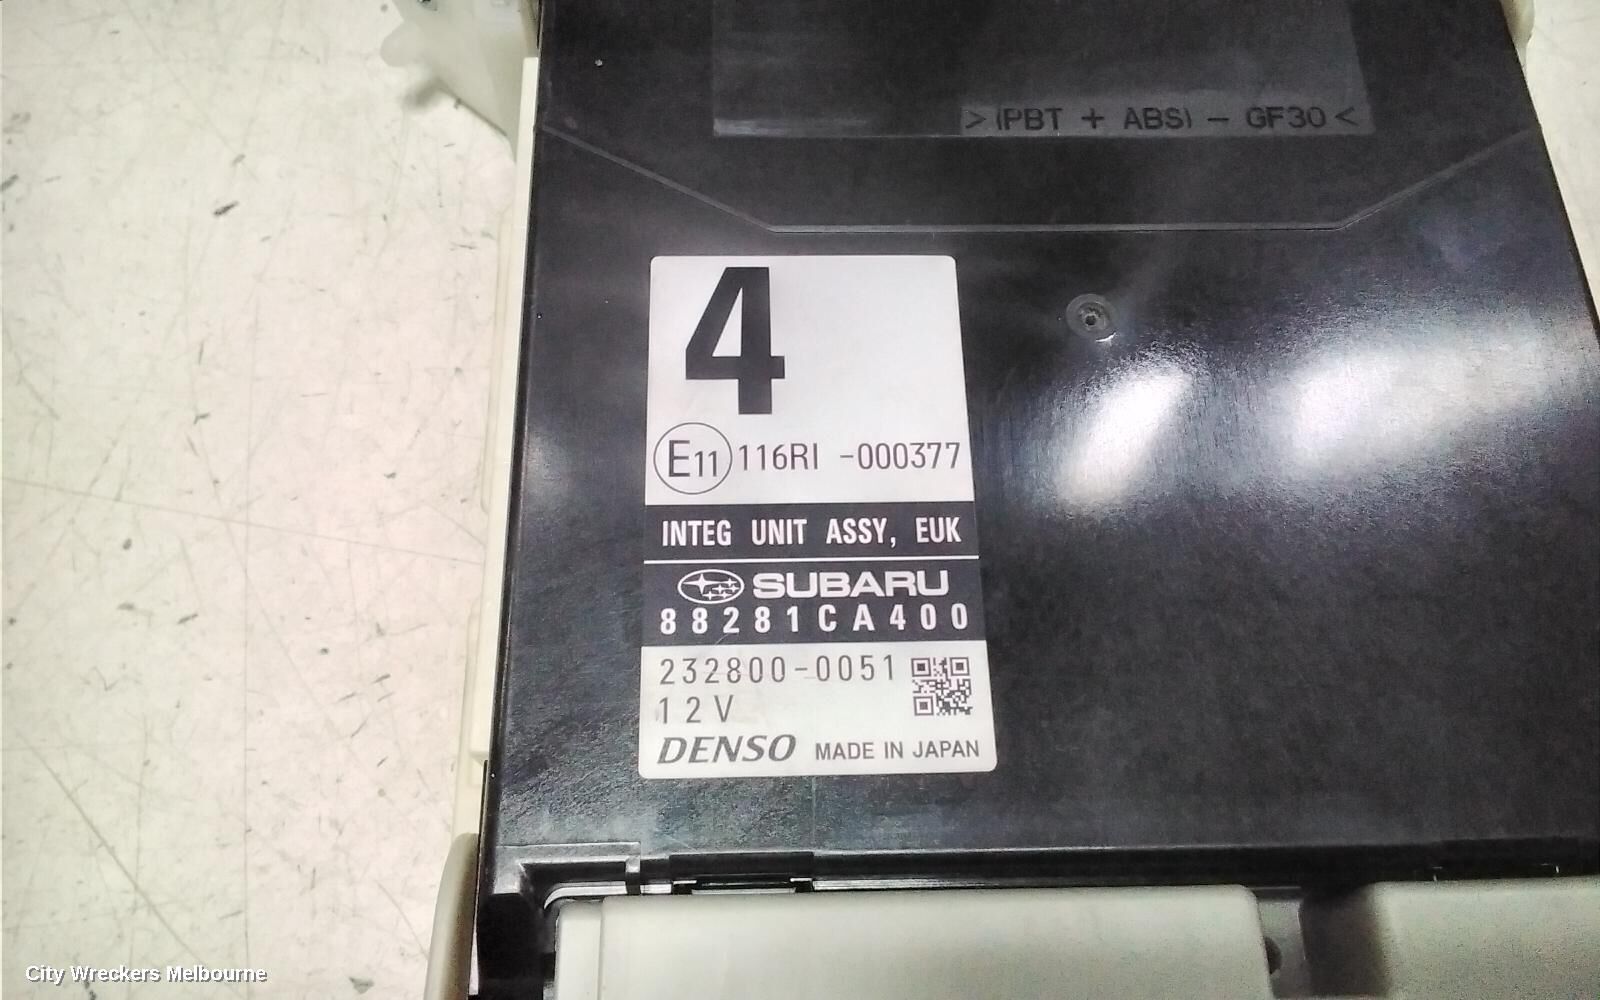 >(PBT + ABS) - GF30<
4
E11 116RI -000377
INTEG UNIT ASSY, EUK
SUBARU
88281CA400
232800-0051
12V
DENSO MADE IN JAPAN
City Wreckers Melbourne